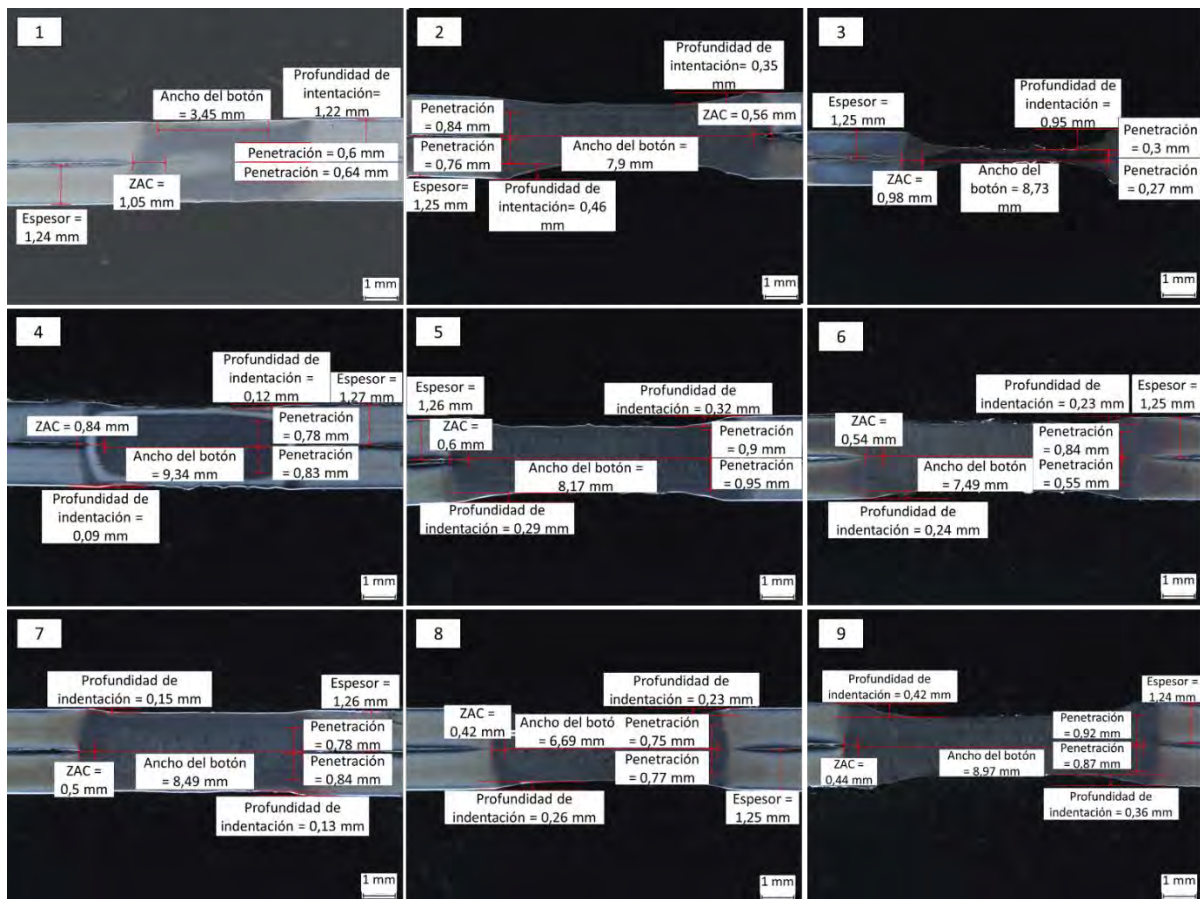 1
Ancho del botón
= 3,45 mm
Profundidad de
intentación=
1,22 mm
Penetración = 0,6 mm
Penetración = 0,64 mm
ZAC =
1,05 mm
Espesor =
1,24 mm
1 mm
2
Profundidad de
intentación= 0,35
mm
Penetración
= 0,84 mm
ZAC = 0,56 mm
Penetración
= 0,76 mm
Ancho del botón =
7,9 mm
Espesor=
1,25 mm
Profundidad de
intentación= 0,46
mm
1 mm
3
Profundidad de
indentación =
0,95 mm
Espesor =
1,25 mm
Penetración
= 0,3 mm
ZAC =
0,98 mm
Ancho del
botón = 8,73
mm
Penetración
= 0,27 mm
1 mm
4
Profundidad de
indentación =
0,12 mm
Espesor =
1,27 mm
ZAC = 0,84 mm
Penetración
= 0,78 mm
Ancho del botón
= 9,34 mm
Penetración
= 0,83 mm
Profundidad de
indentación =
0,09 mm
1 mm
5
Espesor =
1,26 mm
Profundidad de
indentación = 0,32 mm
ZAC =
0,6 mm
Penetración
= 0,9 mm
Ancho del botón =
8,17 mm
Penetración
= 0,95 mm
Profundidad de
indentación = 0,29 mm
1 mm
6
Profundidad de
indentación = 0,23 mm
Espesor =
1,25 mm
ZAC =
0,54 mm
Penetración
= 0,84 mm
Ancho del botón
= 7,49 mm
Penetración
= 0,55 mm
Profundidad de
indentación = 0,24 mm
1 mm
7
Profundidad de
indentación = 0,15 mm
Espesor =
1,26 mm
Penetración
= 0,78 mm
ZAC =
0,5 mm
Ancho del botón
= 8,49 mm
Penetración
= 0,84 mm
Profundidad de
indentación = 0,13 mm
1 mm
8
Profundidad de
indentación = 0,23 mm
ZAC =
0,42 mm
Ancho del botó
= 6,69 mm
Penetración
= 0,75 mm
Penetración
= 0,77 mm
Profundidad de
indentación = 0,26 mm
Espesor =
1,25 mm
1 mm
9
Profundidad de
indentación = 0,42 mm
Espesor =
1,24 mm
Penetración
= 0,92 mm
ZAC =
0,44 mm
Ancho del botón
= 8,97 mm
Penetración
= 0,87 mm
Profundidad de
indentación = 0,36 mm
1 mm